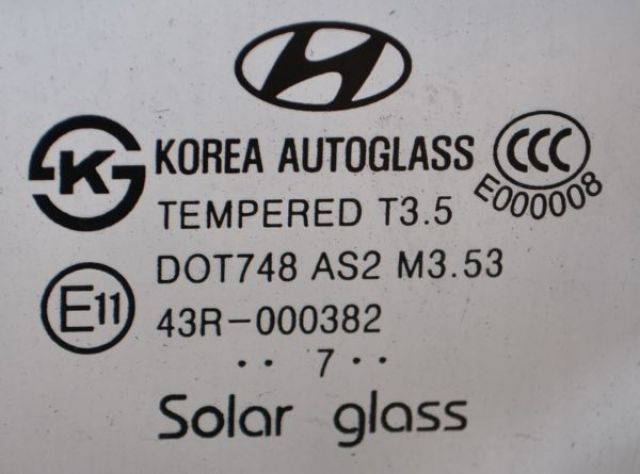 KOREA AUTOGLASS
CCC
E000008
K
TEMPERED T3.5
DOT748 AS2 M3.53
E11
43R-000382
·· 7 ··
Solar glass